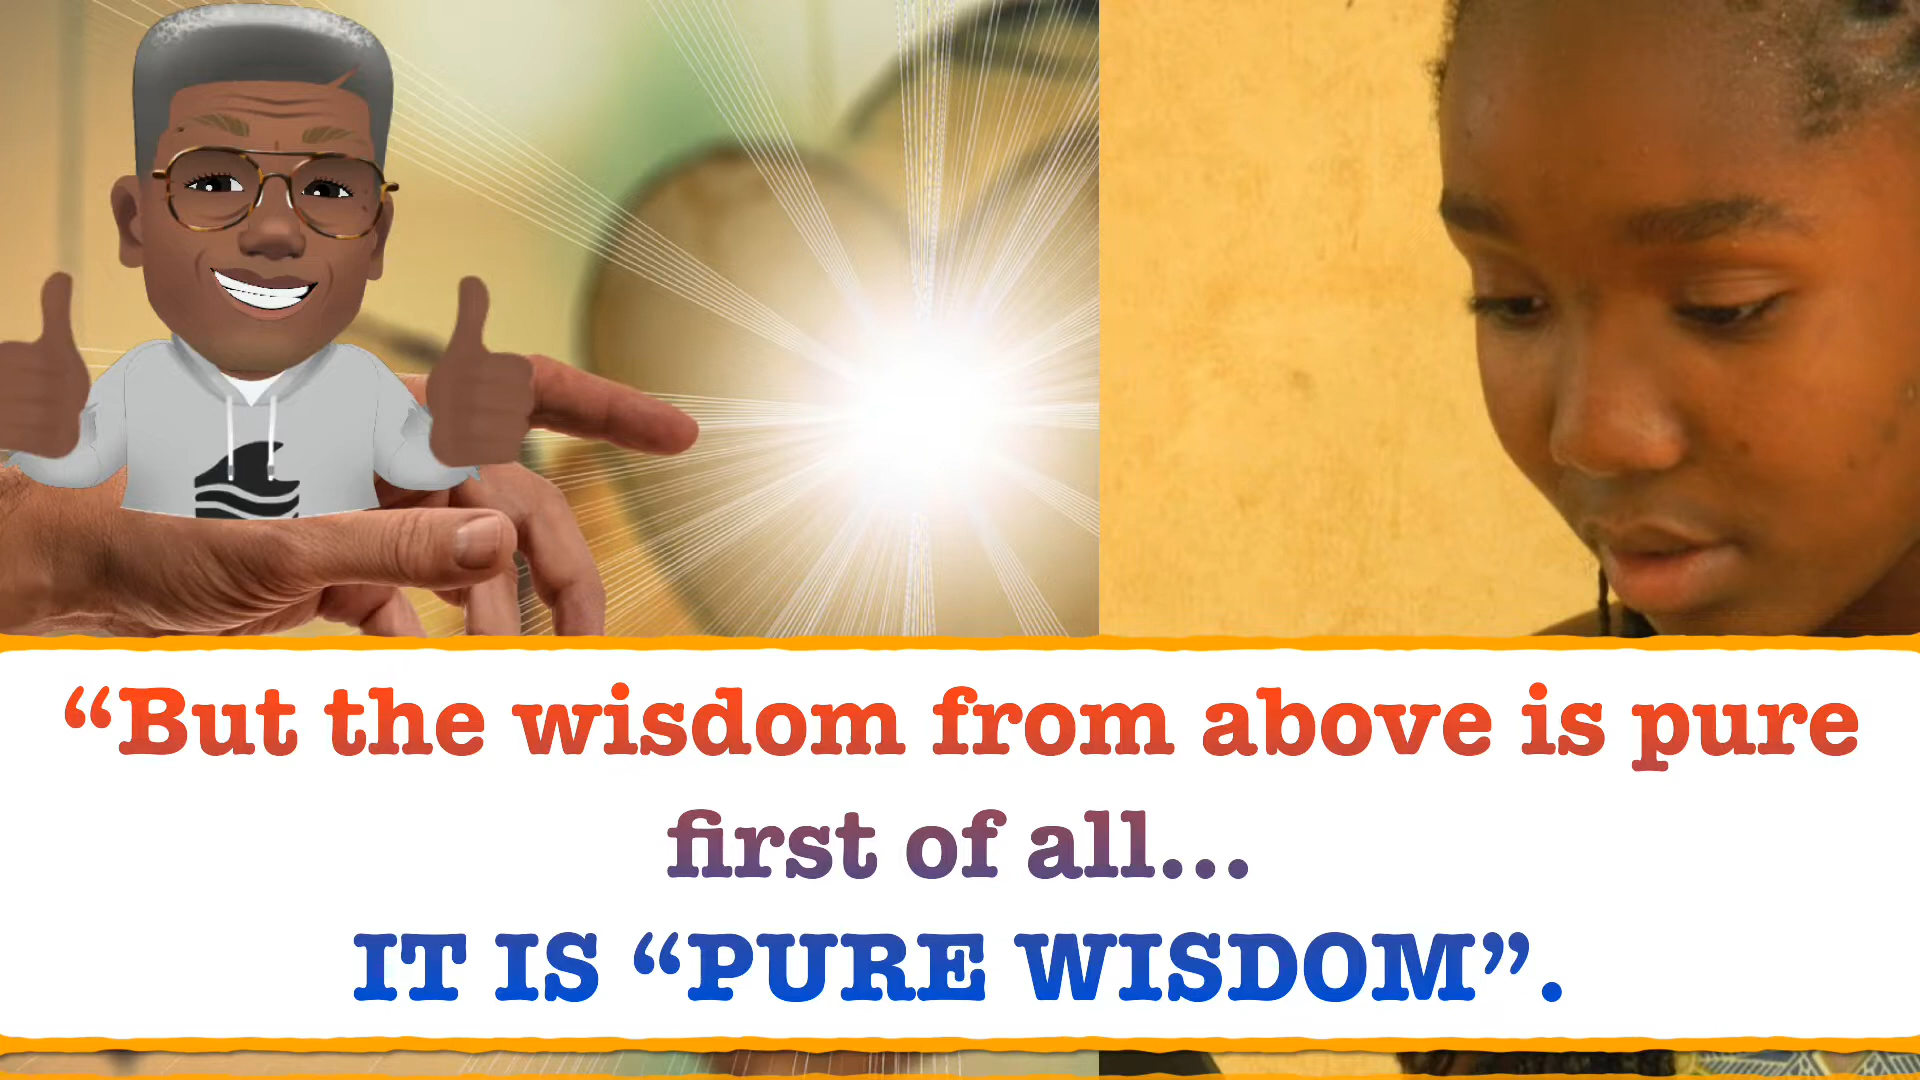 “But the wisdom from above is pure
first of all...
IT IS “PURE WISDOM”.